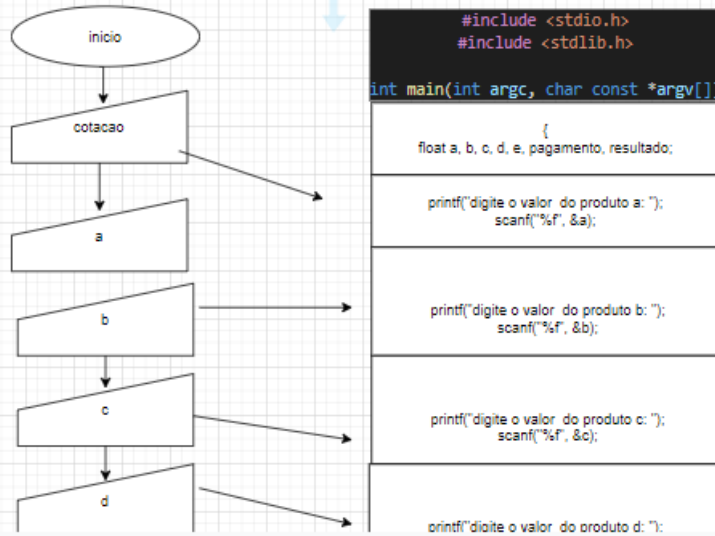 inicio
cotacao
a
b
c
d
#include <stdio.h>
#include <stdlib.h>
int main(int argc, char const *argv[])
{
float a, b, c, d, e, pagamento, resultado;
printf("digite o valor  do produto a: ");
scanf("%f", &a);
printf("digite o valor  do produto b: ");
scanf("%f", &b);
printf("digite o valor  do produto c: ");
scanf("%f", &c);
printf("digite o valor  do produto d: ");